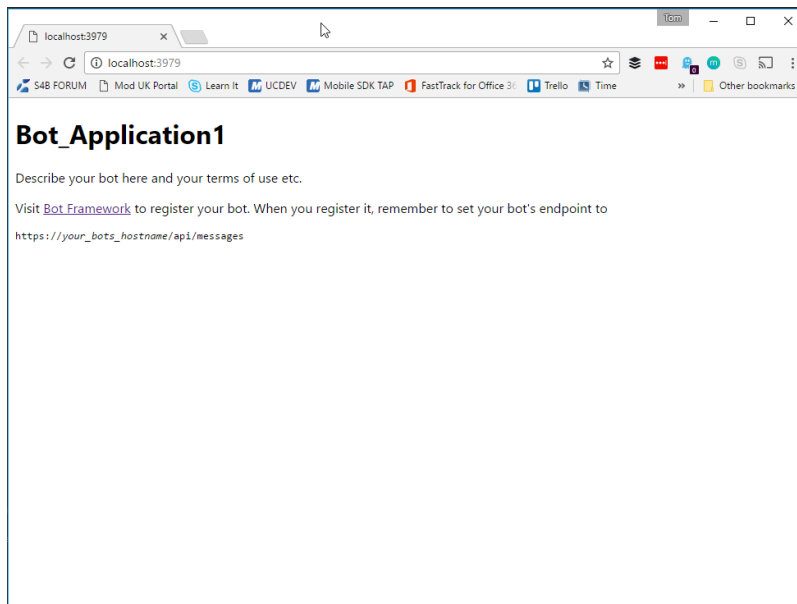 Tom
localhost:3979
localhost:3979
S4B FORUM Mod UK Portal Learn It UCDEV Mobile SDK TAP FastTrack for Office 36 Trello Time » Other bookmarks
Bot_Application1
Describe your bot here and your terms of use etc.
Visit Bot Framework to register your bot. When you register it, remember to set your bot's endpoint to
https://your_bots_hostname/api/messages